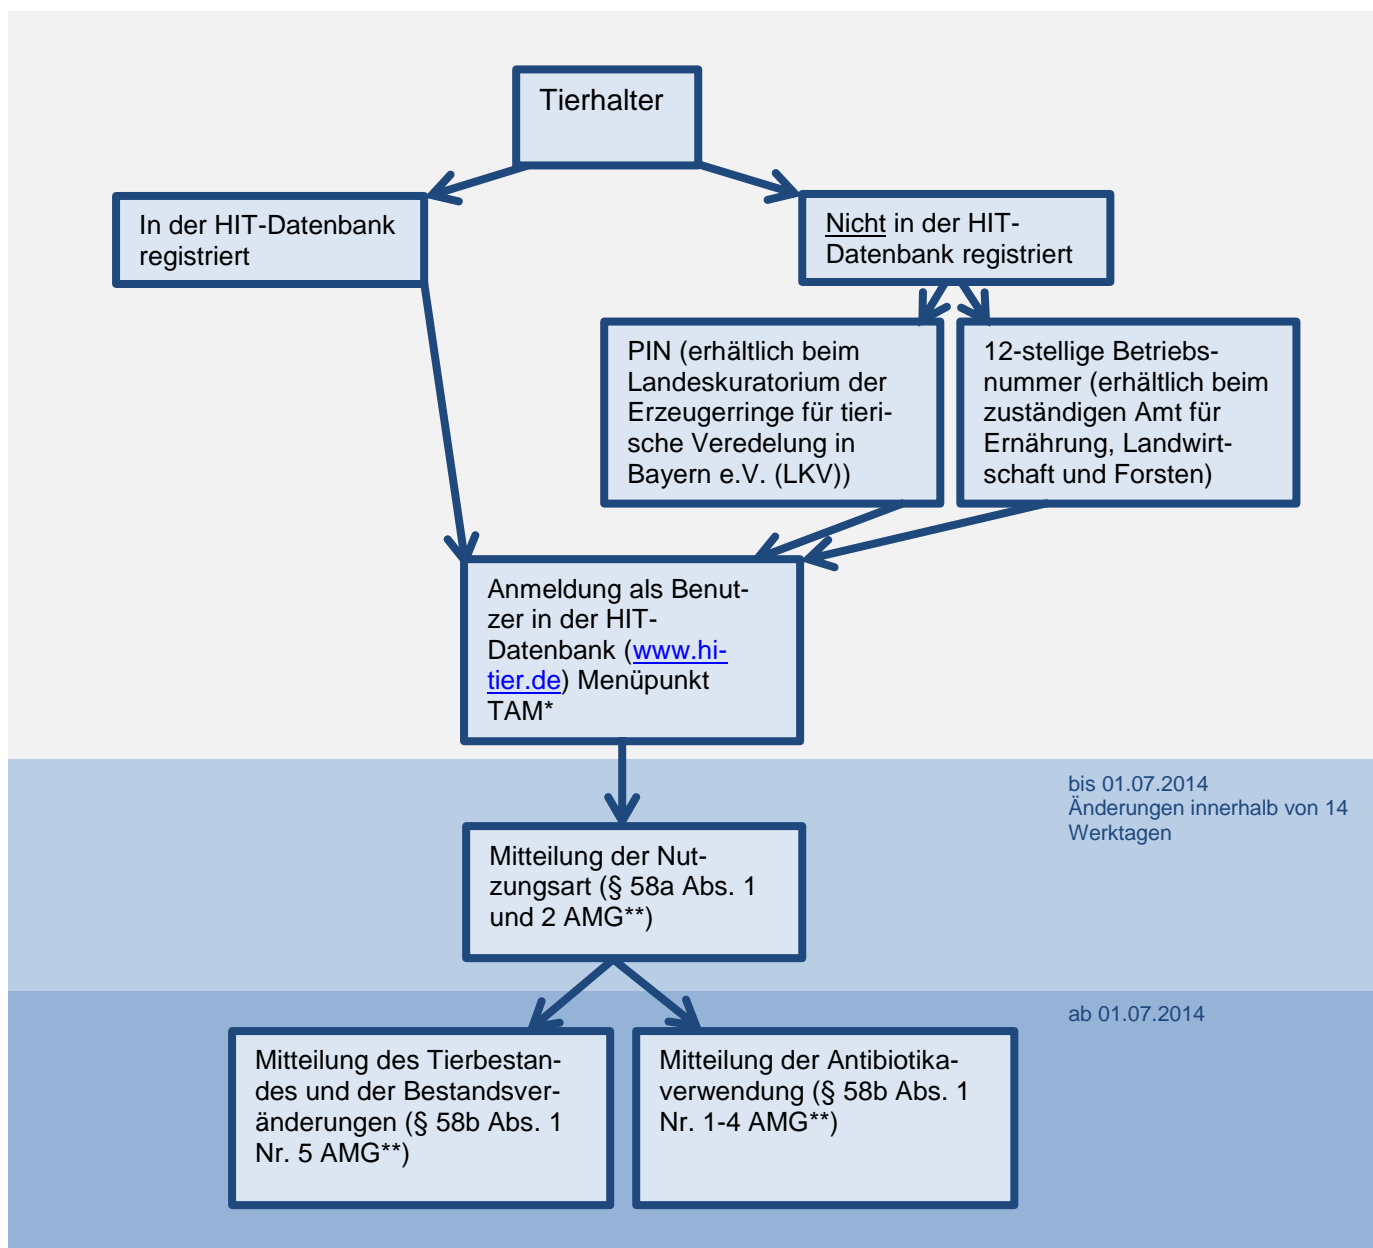 Tierhalter
In der HIT-Datenbank
registriert
Nicht in der HIT-
Datenbank registriert
PIN (erhältlich beim
Landeskuratorium der
Erzeugerringe für tieri-
sche Veredelung in
Bayern e.V. (LKV))
12-stellige Betriebs-
nummer (erhältlich beim
zuständigen Amt für
Ernährung, Landwirt-
schaft und Forsten)
Anmeldung als Benut-
zer in der HIT-
Datenbank (www.hi-
tier.de) Menüpunkt
TAM*
bis 01.07.2014
Änderungen innerhalb von 14
Werktagen
Mitteilung der Nut-
zungsart (§ 58a Abs. 1
und 2 AMG**)
ab 01.07.2014
Mitteilung des Tierbestan-
des und der Bestandsver-
änderungen (§ 58b Abs. 1
Nr. 5 AMG**)
Mitteilung der Antibiotika-
verwendung (§ 58b Abs. 1
Nr. 1-4 AMG**)